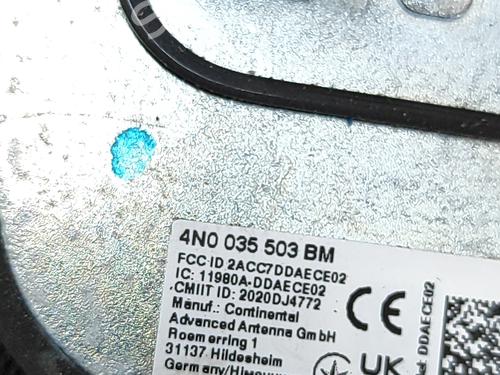 4N0 035 503 BM
FCC ID 2ACC7DDAECE02
IC: 11980A-DDAECE02
.CMIIT ID: 2020DJ4772
Manuf.: Continental
Advanced Antenna GmbH
Roemerring 1
31137 Hildesheim
Germany/
DDAECE02
UK
CE